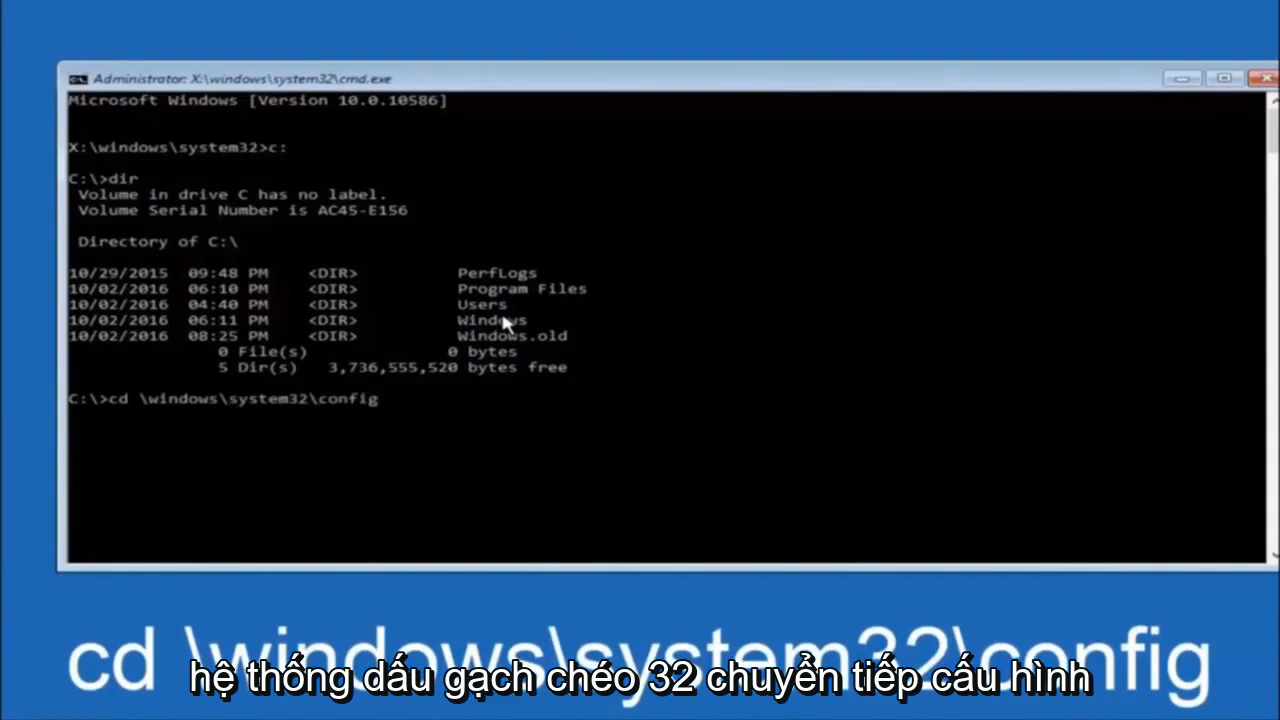 Administrator: X:\windows\system32\cmd.exe
Microsoft Windows [Version 10.0.10586]
X:\windows\system32>c:
C:\>dir
Volume in drive C has no label.
Volume Serial Number is AC45-E156
Directory of C:\
10/29/2015 09:48 PM <DIR> PerfLogs
10/02/2016 06:10 PM <DIR> Program Files
10/02/2016 04:40 PM <DIR> Users
10/02/2016 06:11 PM <DIR> Windows
10/02/2016 08:25 PM <DIR> Windows.old
0 File(s) 0 bytes
5 Dir(s) 3,736,555,520 bytes free
C:\>cd \windows\system32\config
cd \windows\system32\config
hệ thống dấu gạch chéo 32 chuyển tiếp cấu hình